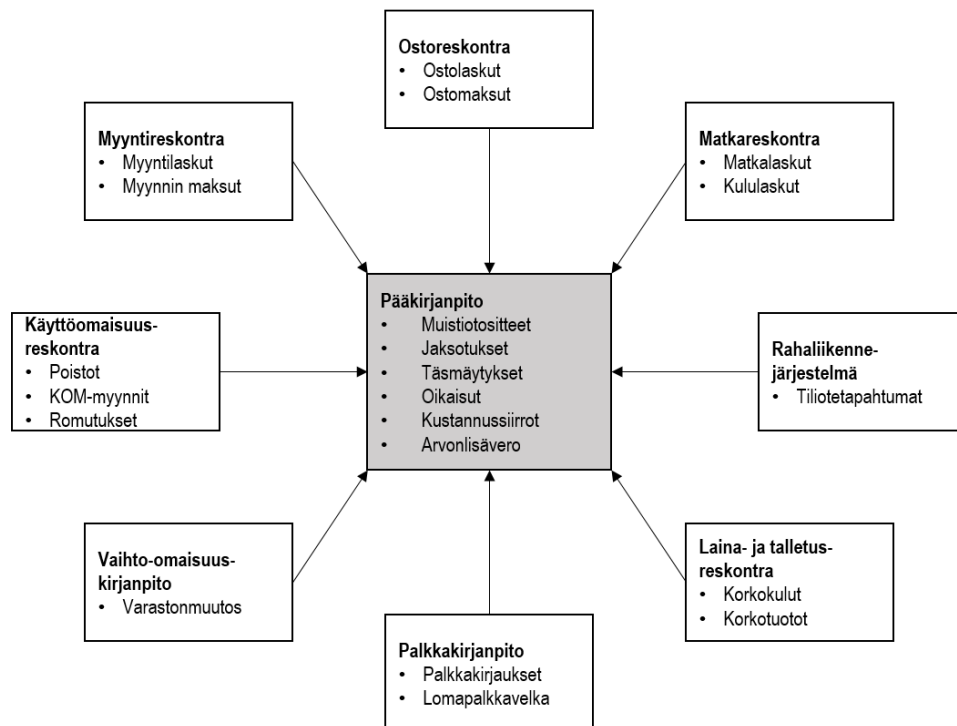 Ostoreskontra
• Ostolaskut
• Ostomaksut
Myyntireskontra
• Myyntilaskut
• Myynnin maksut
Matkareskontra
• Matkalaskut
• Kululaskut
Käyttöomaisuus-
reskontra
• Poistot
• KOM-myynnit
• Romutukset
Pääkirjanpito
• Muistiotositteet
• Jaksotukset
• Täsmäytykset
• Oikaisut
• Kustannussiirrot
• Arvonlisävero
Rahaliikenne-
järjestelmä
• Tiliotetapahtumat
Vaihto-omaisuus-
kirjanpito
• Varastonmuutos
Palkkakirjanpito
• Palkkakirjaukset
• Lomapalkkavelka
Laina- ja talletus-
reskontra
• Korkokulut
• Korkotuotot